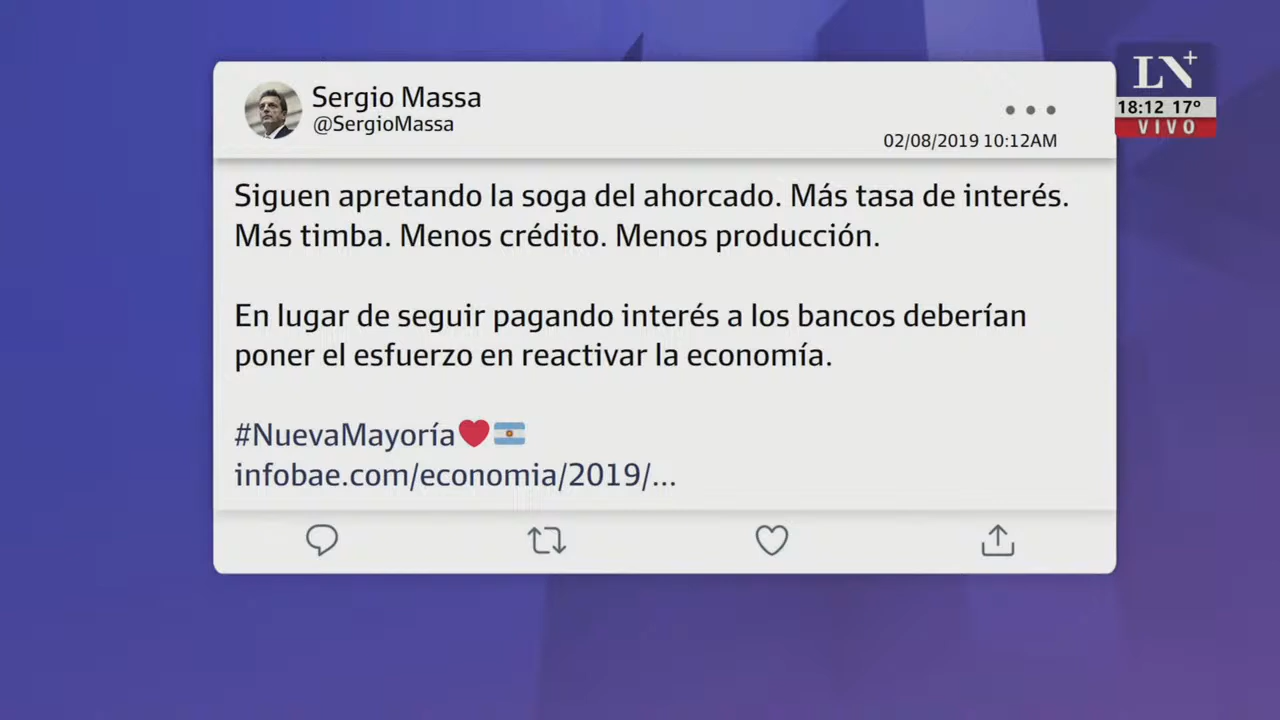 Sergio Massa
@SergioMassa
02/08/2019 10:12AM
LN+
18:12 17º
VIVO
Siguen apretando la soga del ahorcado. Más tasa de interés.
Más timba. Menos crédito. Menos producción.
En lugar de seguir pagando interés a los bancos deberían
poner el esfuerzo en reactivar la economía.
#NuevaMayoría❤️🇦🇷
infobae.com/economia/2019/...